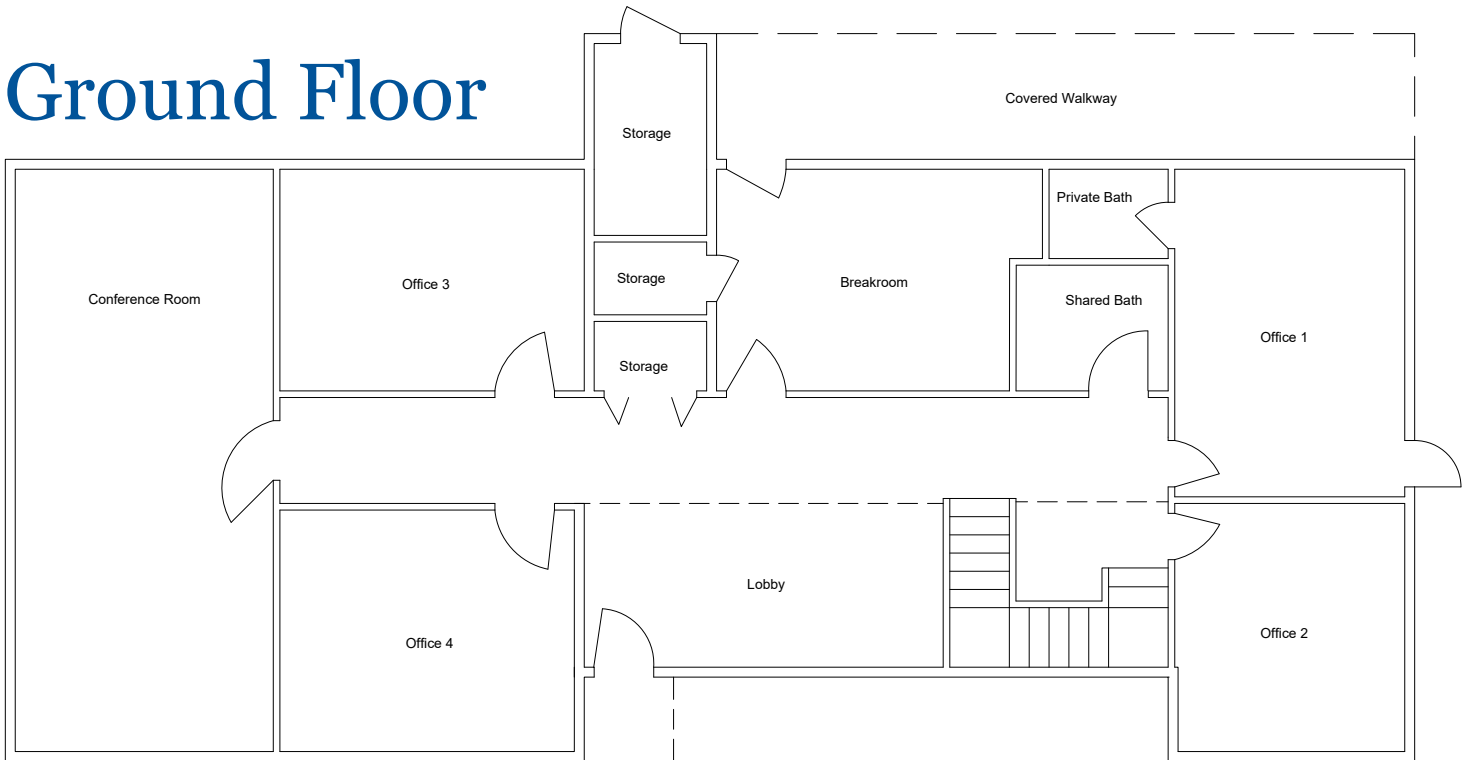 Ground Floor
Covered Walkway
Storage
Private Bath
Storage
Office 3
Breakroom
Conference Room
Shared Bath
Office 1
Storage
Lobby
Office 4
Office 2